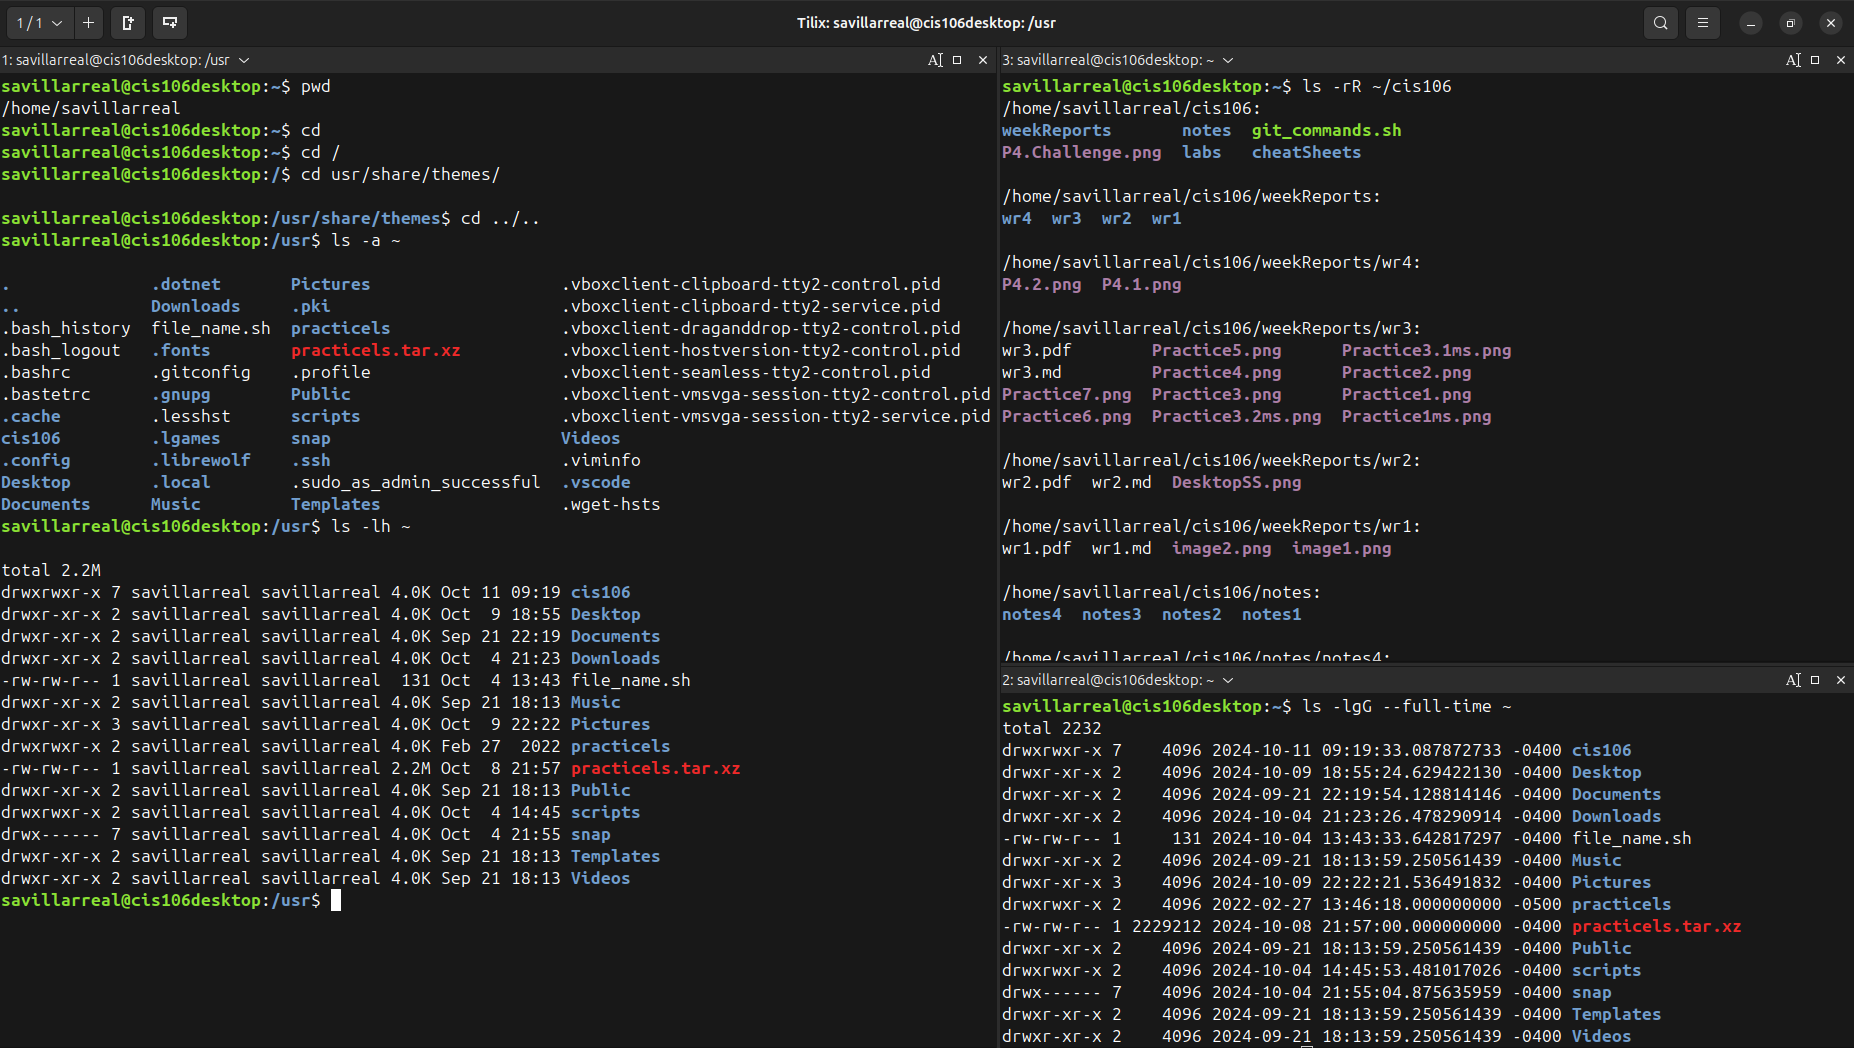 1 / 1
Tilix: savillarreal@cis106desktop: /usr
1: savillarreal@cis106desktop: /usr
savillarreal@cis106desktop:~$ pwd
/home/savillarreal
savillarreal@cis106desktop:~$ cd
savillarreal@cis106desktop:~$ cd /
savillarreal@cis106desktop:/$ cd usr/share/themes/
savillarreal@cis106desktop:/usr/share/themes$ cd ../..
savillarreal@cis106desktop:/usr$ ls -a ~
.               .dotnet       Pictures                   .vboxclient-clipboard-tty2-control.pid
..              Downloads     .pki                       .vboxclient-clipboard-tty2-service.pid
.bash_history  file_name.sh  practicels                 .vboxclient-draganddrop-tty2-control.pid
.bash_logout   .fonts        practicels.tar.xz          .vboxclient-hostversion-tty2-control.pid
.bashrc        .gitconfig    .profile                   .vboxclient-seamless-tty2-control.pid
.bastetrc      .gnupg        Public                     .vboxclient-vmsvga-session-tty2-control.pid
.cache         .lesshst      scripts                    .vboxclient-vmsvga-session-tty2-service.pid
cis106         .lgames       snap                       Videos
.config        .librewolf    .ssh                       .viminfo
Desktop        .local        .sudo_as_admin_successful  .vscode
Documents      Music         Templates                  .wget-hsts
savillarreal@cis106desktop:/usr$ ls -lh ~
total 2.2M
drwxrwxr-x 7 savillarreal savillarreal 4.0K Oct 11 09:19 cis106
drwxr-xr-x 2 savillarreal savillarreal 4.0K Oct  9 18:55 Desktop
drwxr-xr-x 2 savillarreal savillarreal 4.0K Sep 21 22:19 Documents
drwxr-xr-x 2 savillarreal savillarreal 4.0K Oct  4 21:23 Downloads
-rw-rw-r-- 1 savillarreal savillarreal  131 Oct  4 13:43 file_name.sh
drwxr-xr-x 2 savillarreal savillarreal 4.0K Sep 21 18:13 Music
drwxr-xr-x 3 savillarreal savillarreal 4.0K Oct  9 22:22 Pictures
drwxrwxr-x 2 savillarreal savillarreal 4.0K Feb 27  2022 practicels
-rw-rw-r-- 1 savillarreal savillarreal 2.2M Oct  8 21:57 practicels.tar.xz
drwxr-xr-x 2 savillarreal savillarreal 4.0K Sep 21 18:13 Public
drwxrwxr-x 2 savillarreal savillarreal 4.0K Oct  4 14:45 scripts
drwx------ 7 savillarreal savillarreal 4.0K Oct  4 21:55 snap
drwxr-xr-x 2 savillarreal savillarreal 4.0K Sep 21 18:13 Templates
drwxr-xr-x 2 savillarreal savillarreal 4.0K Sep 21 18:13 Videos
savillarreal@cis106desktop:/usr$
3: savillarreal@cis106desktop: ~
savillarreal@cis106desktop:~$ ls -rR ~/cis106
/home/savillarreal/cis106:
weekReports       notes  git_commands.sh
P4.Challenge.png  labs   cheatSheets
/home/savillarreal/cis106/weekReports:
wr4  wr3  wr2  wr1
/home/savillarreal/cis106/weekReports/wr4:
P4.2.png  P4.1.png
/home/savillarreal/cis106/weekReports/wr3:
wr3.pdf        Practice5.png      Practice3.1ms.png
wr3.md         Practice4.png      Practice2.png
Practice7.png  Practice3.png      Practice1.png
Practice6.png  Practice3.2ms.png  Practice1ms.png
/home/savillarreal/cis106/weekReports/wr2:
wr2.pdf  wr2.md  DesktopSS.png
/home/savillarreal/cis106/weekReports/wr1:
wr1.pdf  wr1.md  image2.png  image1.png
/home/savillarreal/cis106/notes:
notes4  notes3  notes2  notes1
/home/savillarreal/cis106/notes/notes4:
2: savillarreal@cis106desktop: ~
savillarreal@cis106desktop:~$ ls -lgG --full-time ~
total 2232
drwxrwxr-x 7    4096 2024-10-11 09:19:33.087872733 -0400 cis106
drwxr-xr-x 2    4096 2024-10-09 18:55:24.629422130 -0400 Desktop
drwxr-xr-x 2    4096 2024-09-21 22:19:54.128814146 -0400 Documents
drwxr-xr-x 2    4096 2024-10-04 21:23:26.478290914 -0400 Downloads
-rw-rw-r-- 1     131 2024-10-04 13:43:33.642817297 -0400 file_name.sh
drwxr-xr-x 2    4096 2024-09-21 18:13:59.250561439 -0400 Music
drwxr-xr-x 3    4096 2024-10-09 22:22:21.536491832 -0400 Pictures
drwxrwxr-x 2    4096 2022-02-27 13:46:18.000000000 -0500 practicels
-rw-rw-r-- 1 2229212 2024-10-08 21:57:00.000000000 -0400 practicels.tar.xz
drwxr-xr-x 2    4096 2024-09-21 18:13:59.250561439 -0400 Public
drwxrwxr-x 2    4096 2024-10-04 14:45:53.481017026 -0400 scripts
drwx------ 7    4096 2024-10-04 21:55:04.875635959 -0400 snap
drwxr-xr-x 2    4096 2024-09-21 18:13:59.250561439 -0400 Templates
drwxr-xr-x 2    4096 2024-09-21 18:13:59.250561439 -0400 Videos